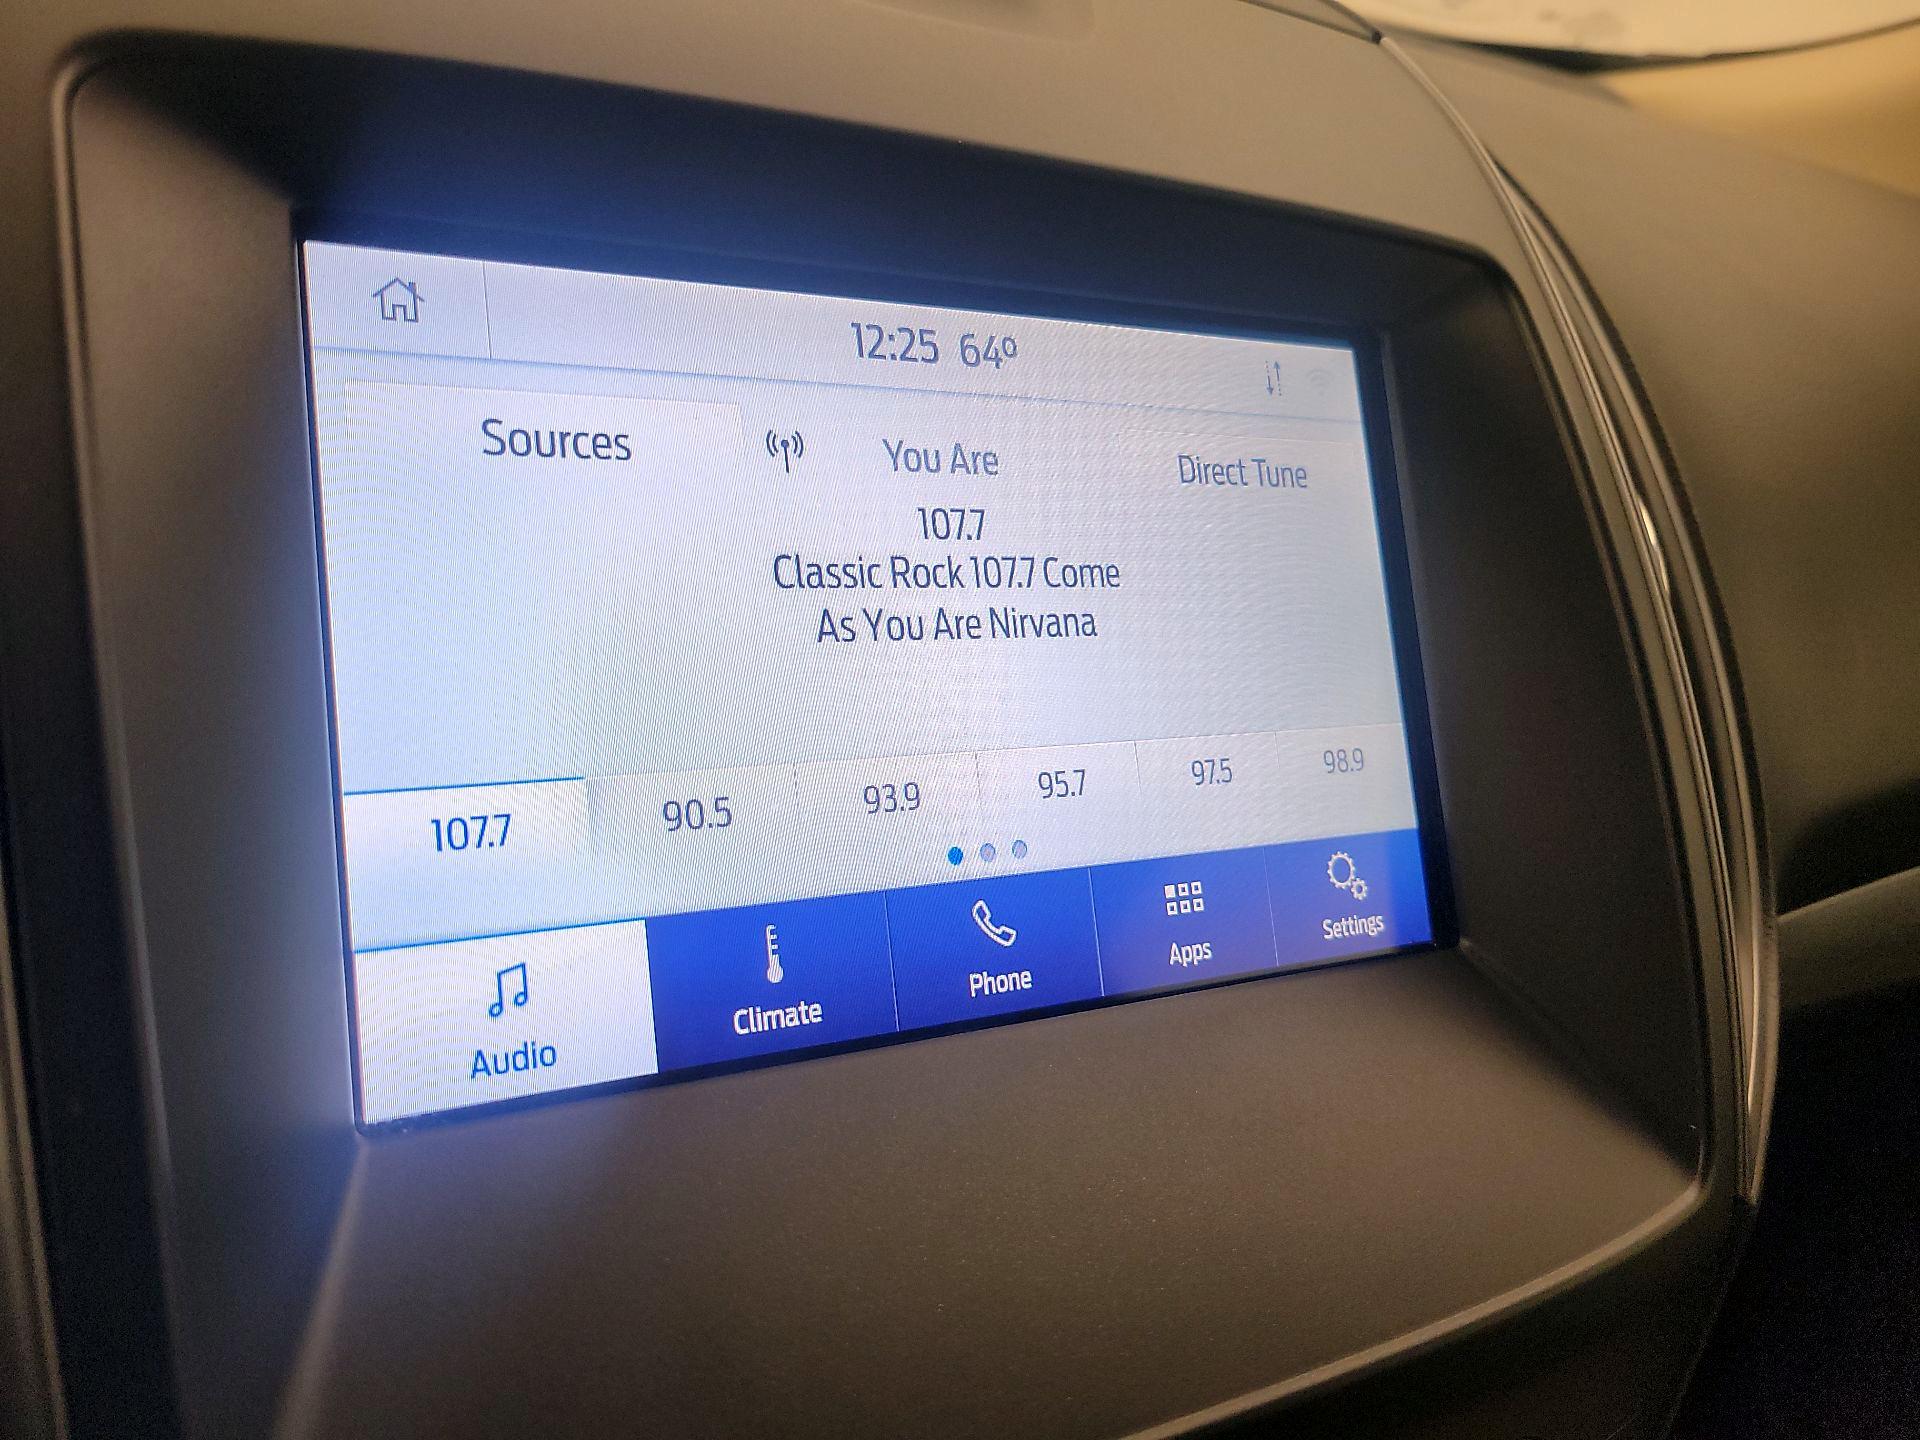 12:25 64º
Sources
You Are
Direct Tune
107.7
Classic Rock 107.7 Come
As You Are Nirvana
107.7
90.5
93.9
95.7
97.5
98.9
Audio
Climate
Phone
Apps
Settings